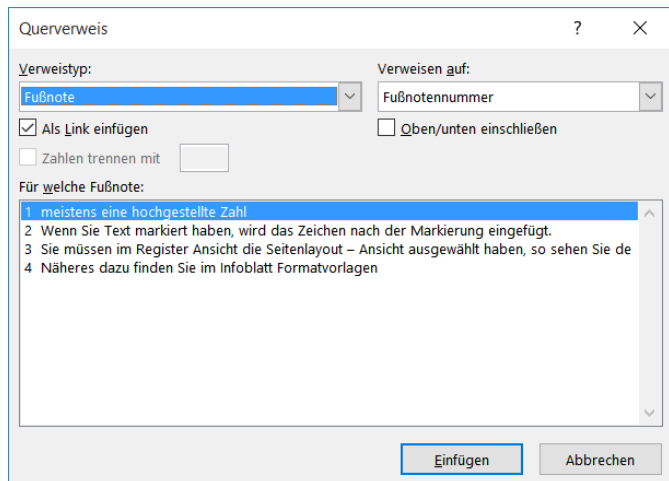 Querverweis
Verweistyp: Verweisen auf:
Fußnote Fußnotennummer
Als Link einfügen Oben/unten einschließen
Zahlen trennen mit
Für welche Fußnote:
1 meistens eine hochgestellte Zahl
2 Wenn Sie Text markiert haben, wird das Zeichen nach der Markierung eingefügt.
3 Sie müssen im Register Ansicht die Seitenlayout – Ansicht ausgewählt haben, so sehen Sie de
4 Näheres dazu finden Sie im Infoblatt Formatvorlagen
Einfügen Abbrechen